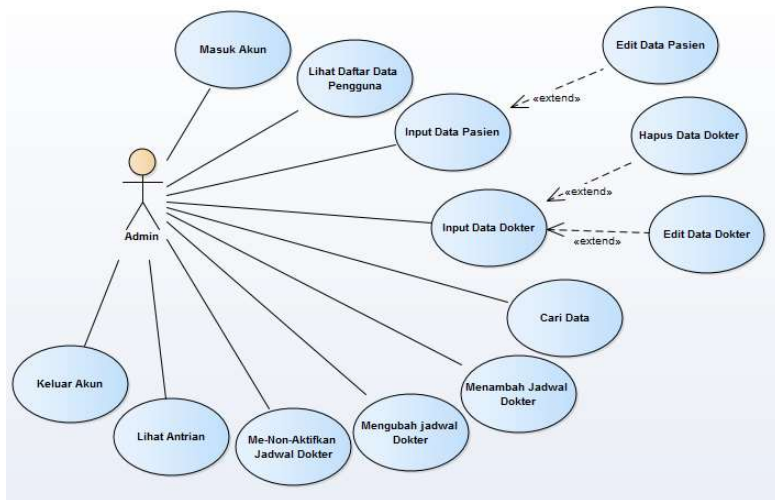 Masuk Akun
Lihat Daftar Data
Pengguna
Edit Data Pasien
«extend»
Input Data Pasien
Hapus Data Dokter
«extend»
Input Data Dokter
Edit Data Dokter
«extend»
Admin
Cari Data
Menambah Jadwal
Dokter
Mengubah jadwal
Dokter
Me-Non-Aktifkan
Jadwal Dokter
Lihat Antrian
Keluar Akun